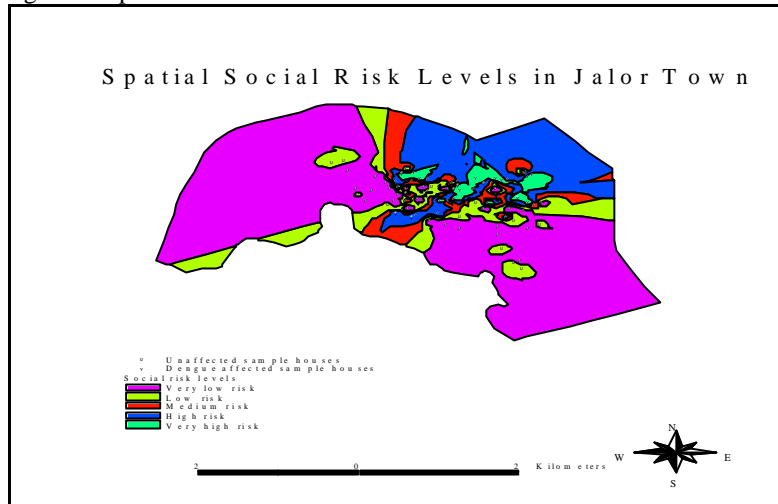 Spatial Social Risk Levels in Jalor Town
u Unaffected sample houses
v Dengue affected sample houses
Social risk levels
Very low risk
Low risk
Medium risk
High risk
Very high risk
N
W E
S
2 0 2 Kilometers